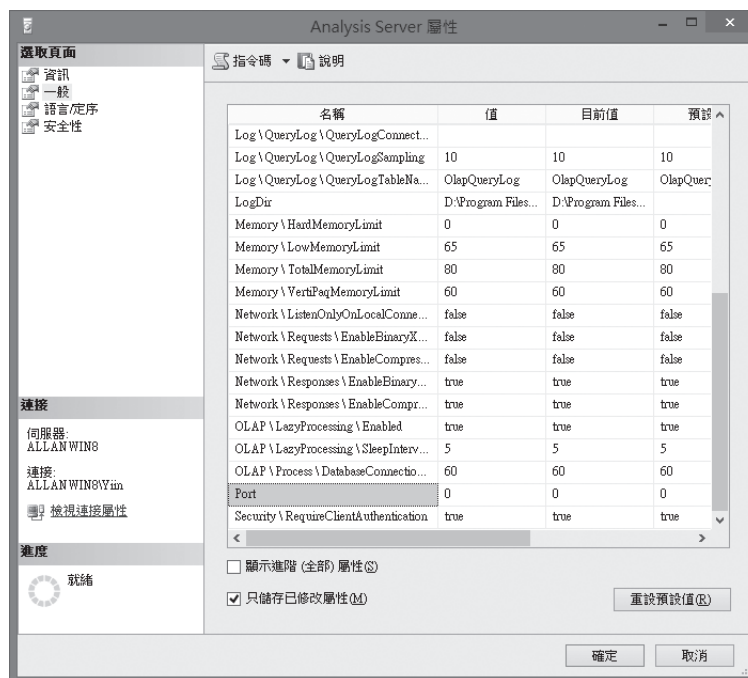 Analysis Server 屬性
選取頁面
資訊
一般
語言/定序
安全性
指令碼 說明
名稱 值 目前值 預設
Log \ QueryLog \ QueryLogConnect...
Log \ QueryLog \ QueryLogSampling 10 10 10
Log \ QueryLog \ QueryLogTableNa... OlapQueryLog OlapQueryLog OlapQuery
LogDir D:\Program Files... D:\Program Files...
Memory \ HardMemoryLimit 0 0 0
Memory \ LowMemoryLimit 65 65 65
Memory \ TotalMemoryLimit 80 80 80
Memory \ VertiPaqMemoryLimit 60 60 60
Network \ ListenOnlyOnLocalConne... false false false
Network \ Requests \ EnableBinaryX... false false false
Network \ Requests \ EnableCompres... false false false
Network \ Responses \ EnableBinary... true true true
Network \ Responses \ EnableCompr... true true true
OLAP \ LazyProcessing \ Enabled true true true
OLAP \ LazyProcessing \ SleepInterv... 5 5 5
OLAP \ Process \ DatabaseConnectio... 60 60 60
Port 0 0 0
Security \ RequireClientAuthentication true true true
連接
伺服器:
ALLANWIN8
連接:
ALLANWIN8\Yiin
檢視連接屬性
進度
就緒
顯示進階 (全部) 屬性(S)
只儲存已修改屬性(M)
重設預設值(R)
確定 取消